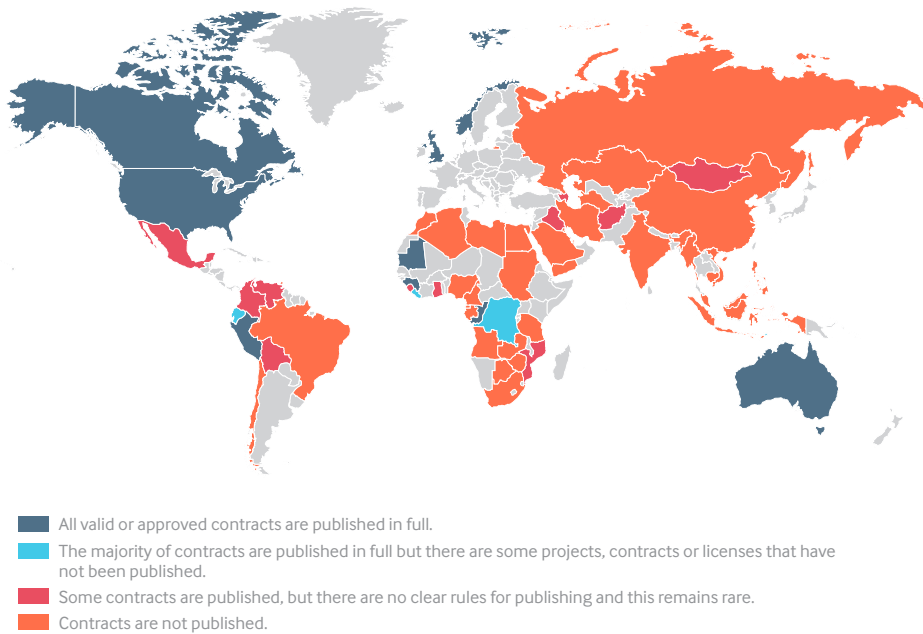 All valid or approved contracts are published in full.
The majority of contracts are published in full but there are some projects, contracts or licenses that have
not been published.
Some contracts are published, but there are no clear rules for publishing and this remains rare.
Contracts are not published.